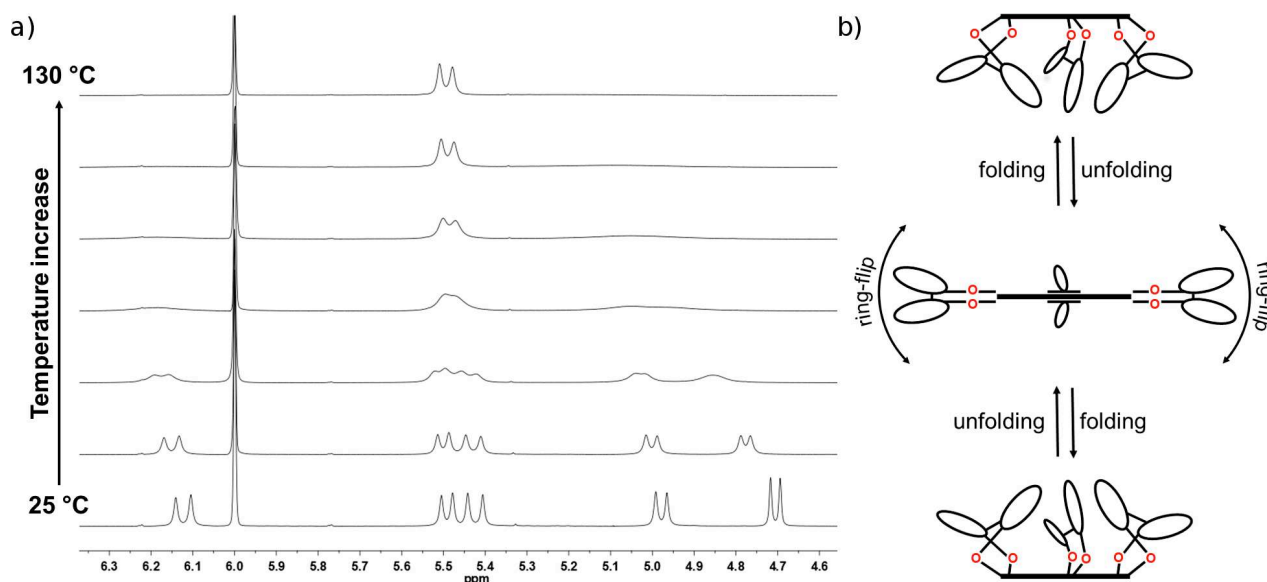 a)
130 °C
Temperature increase
25 °C
6.3 6.2 6.1 6.0 5.9 5.8 5.7 5.6 5.5 5.4 5.3 5.2 5.1 5.0 4.9 4.8 4.7 4.6
ppm
b)
O O O O O O
folding unfolding
ring-flip
O O
O O
ring-flip
unfolding folding
O O O O O O